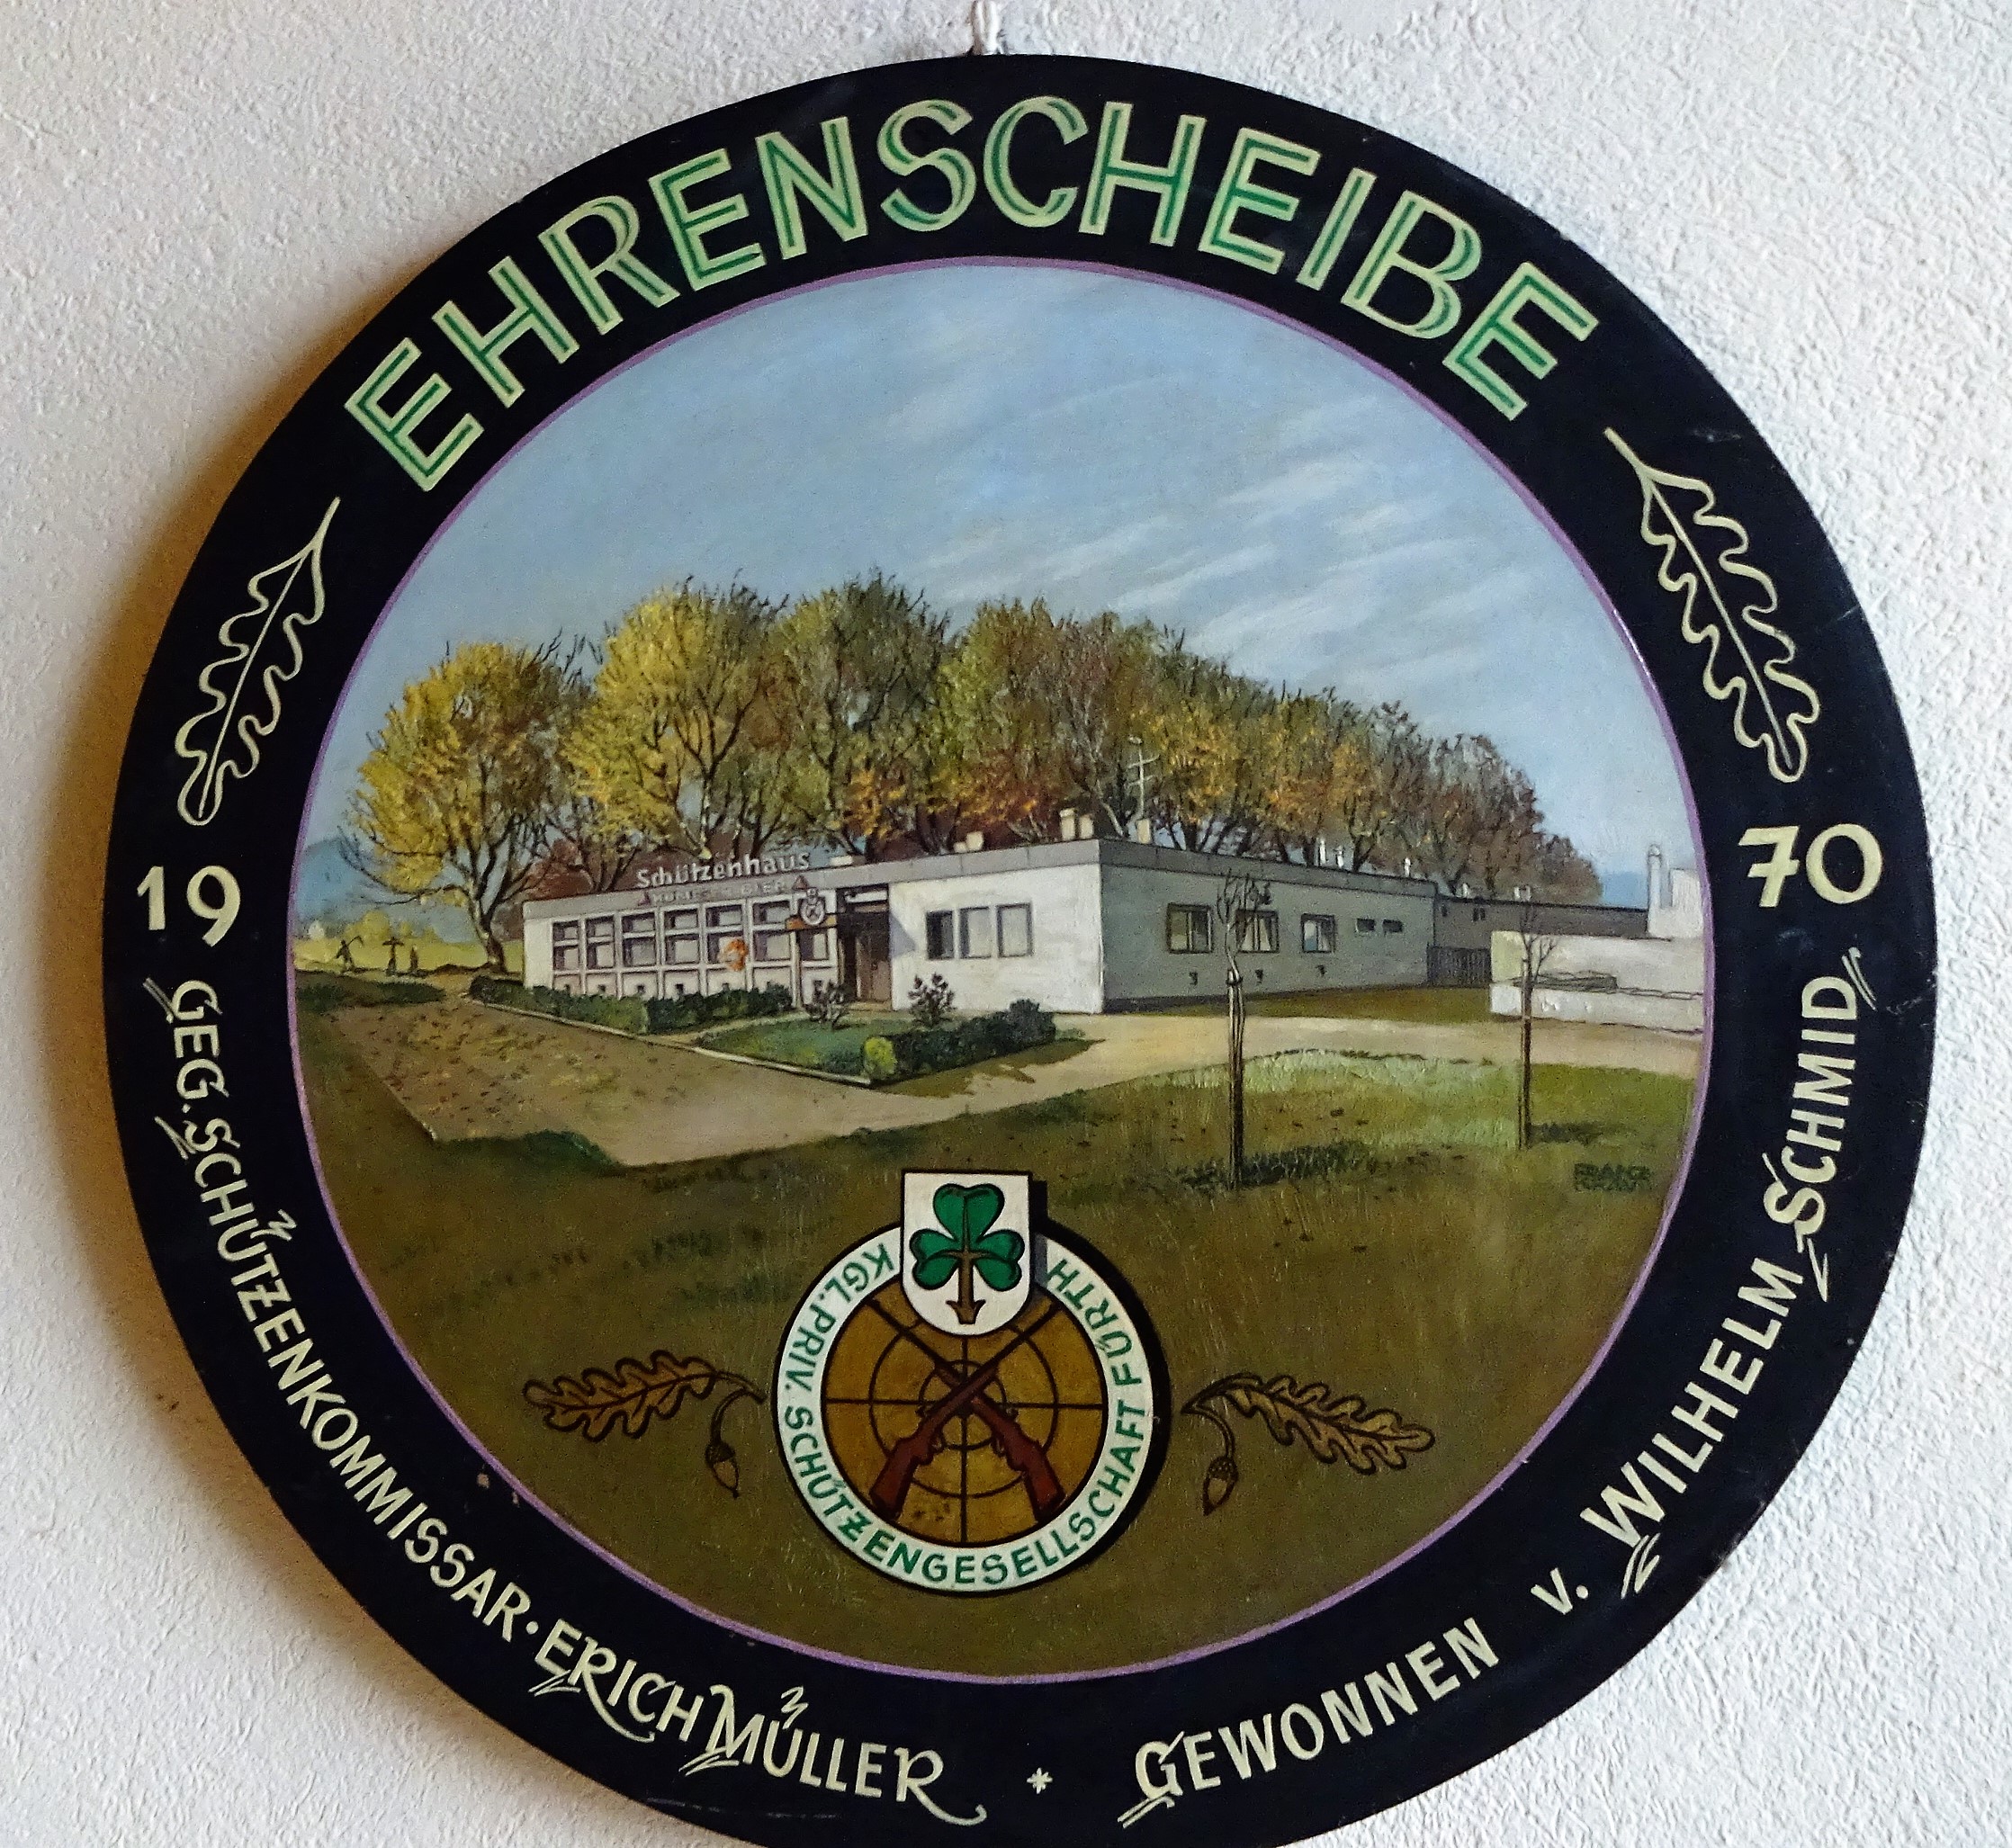 EHRENSCHEIBE
19 70
GEG. SCHÜTZENKOMMISSAR · ERICH MÜLLER * GEWONNEN v. WILHELM SCHMID
Schützenhaus
KGL. PRIV. SCHÜTZENGESELLSCHAFT FÜRTH